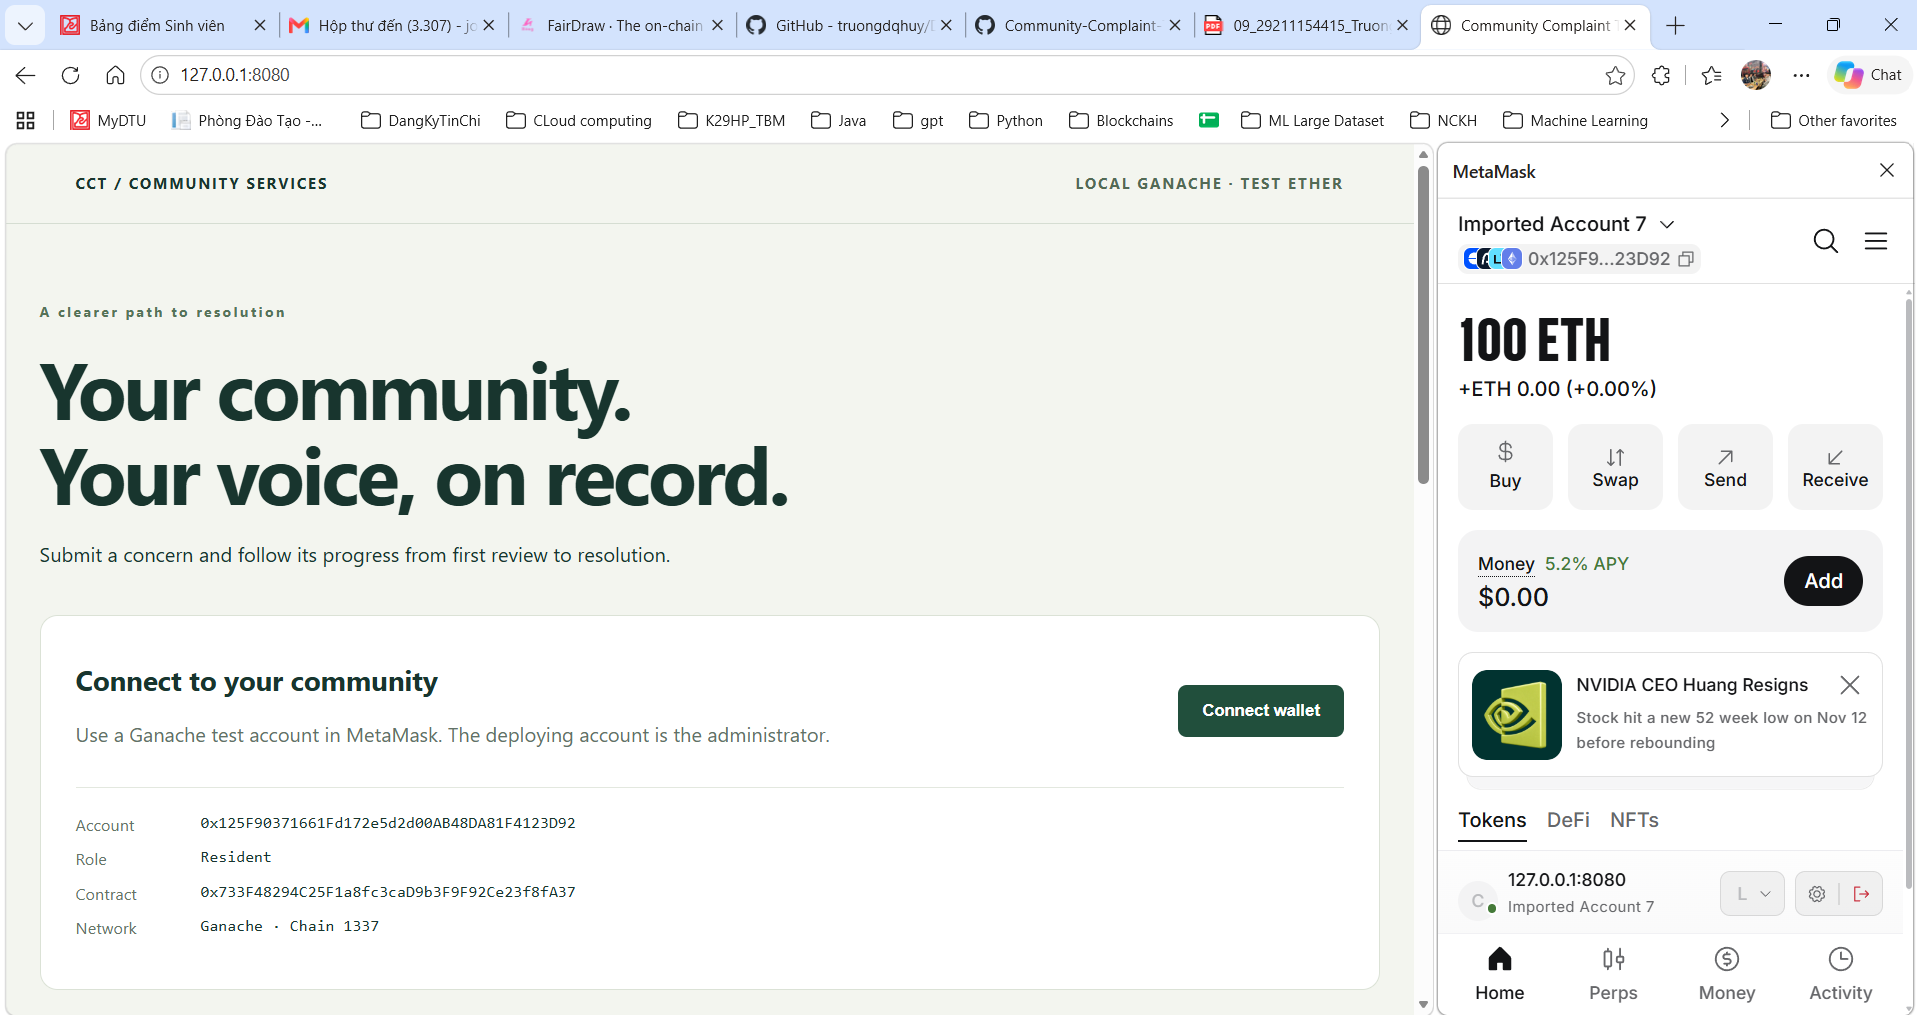 Bảng điểm Sinh viên
Hộp thư đến (3.307) - jo
FairDraw · The on-chain
GitHub - truongdqhuy/D
Community-Complaint-
09_29211154415_Truon
Community Complaint T
127.0.0.1:8080
Chat
MyDTU
Phòng Đào Tạo -...
DangKyTinChi
CLoud computing
K29HP_TBM
Java
gpt
Python
Blockchains
ML Large Dataset
NCKH
Machine Learning
Other favorites
CCT / COMMUNITY SERVICES
LOCAL GANACHE · TEST ETHER
A clearer path to resolution
Your community.
Your voice, on record.
Submit a concern and follow its progress from first review to resolution.
Connect to your community
Use a Ganache test account in MetaMask. The deploying account is the administrator.
Connect wallet
Account 0x125F90371661Fd172e5d2d00AB48DA81F4123D92
Role Resident
Contract 0x733F48294C25F1a8fc3caD9b3F9F92Ce23f8fA37
Network Ganache · Chain 1337
MetaMask
Imported Account 7
0x125F9...23D92
100 ETH
+ETH 0.00 (+0.00%)
Buy
Swap
Send
Receive
Money 5.2% APY
$0.00
Add
NVIDIA CEO Huang Resigns
Stock hit a new 52 week low on Nov 12
before rebounding
Tokens
DeFi
NFTs
C
127.0.0.1:8080
Imported Account 7
L
Home
Perps
Money
Activity